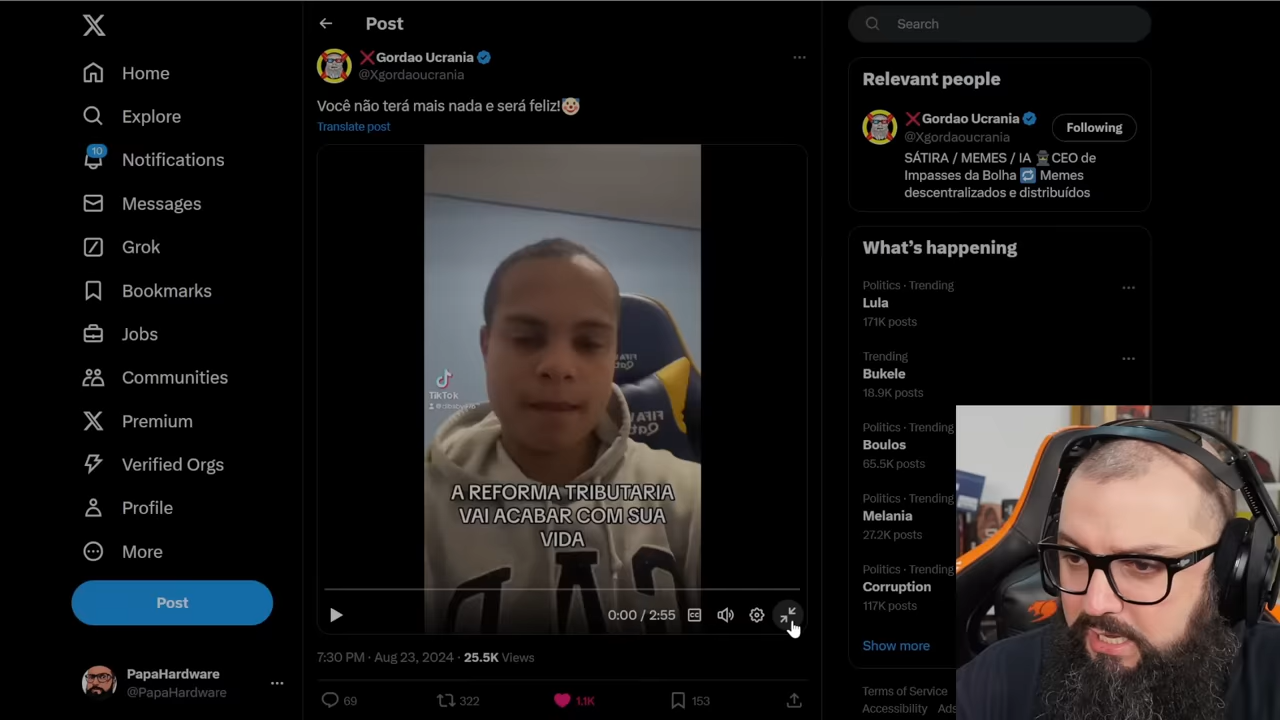 Home
Explore
10
Notifications
Messages
Grok
Bookmarks
Jobs
Communities
Premium
Verified Orgs
Profile
More
Post
PapaHardware
@PapaHardware
Post
Gordao Ucrania
@Xgordaoucrania
Você não terá mais nada e será feliz!
Translate post
TikTok
FIFA
Qat
A REFORMA TRIBUTARIA
VAI ACABAR COM SUA
VIDA
0:00 / 2:55
CC
7:30 PM · Aug 23, 2024 · 25.5K Views
69
322
1.1K
153
Search
Relevant people
Gordao Ucrania
@Xgordaoucrania
Following
SÁTIRA / MEMES / IA CEO de
Impasses da Bolha Memes
descentralizados e distribuídos
What's happening
Politics · Trending
Lula
171K posts
Trending
Bukele
18.9K posts
Politics · Trending
Boulos
65.5K posts
Politics · Trending
Melania
27.2K posts
Politics · Trending
Corruption
117K posts
Show more
Terms of Service
Accessibility